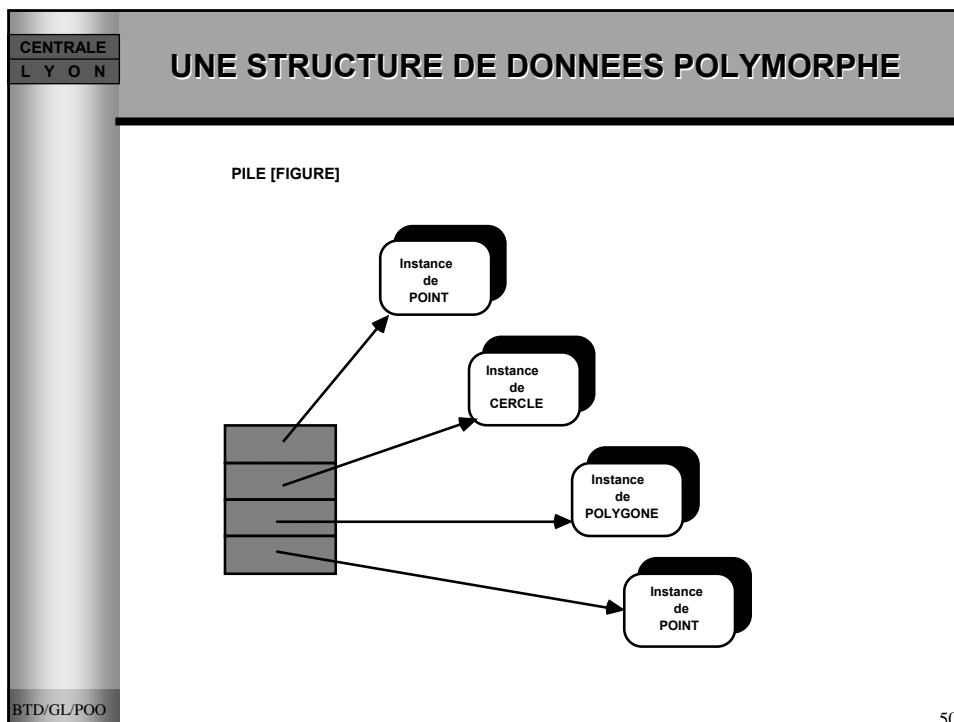 CENTRALE
L Y O N
UNE STRUCTURE DE DONNEES POLYMORPHE
PILE [FIGURE]
Instance
de
POINT
Instance
de
CERCLE
Instance
de
POLYGONE
Instance
de
POINT
BTD/GL/POO
50